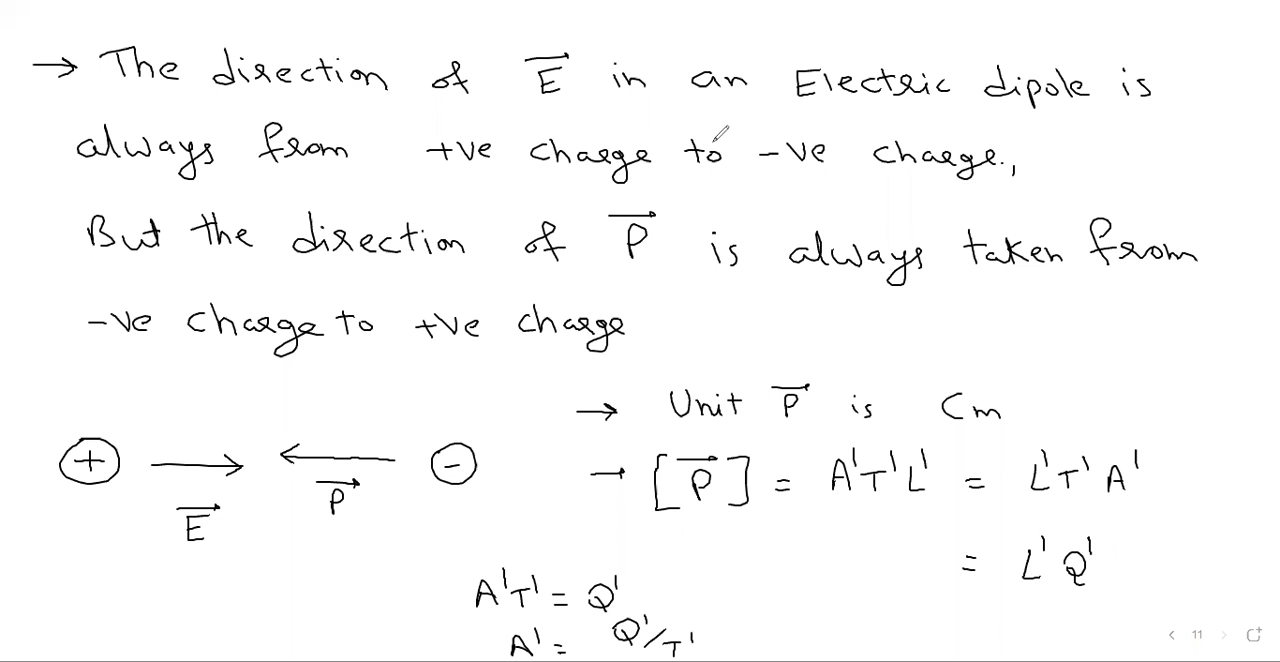 → The direction of E⃗ in an Electric dipole is
always from +ve charge to -ve charge.,
But the direction of P⃗ is always taken from
-ve charge to +ve charge
→ Unit P⃗ is Cm
+ → ← -
E⃗ P⃗
→ [P⃗] = A¹T¹L¹ = L¹T¹A¹
= L¹Q¹
A¹T¹ = Q¹
A¹ = Q¹/T¹
< 11 >